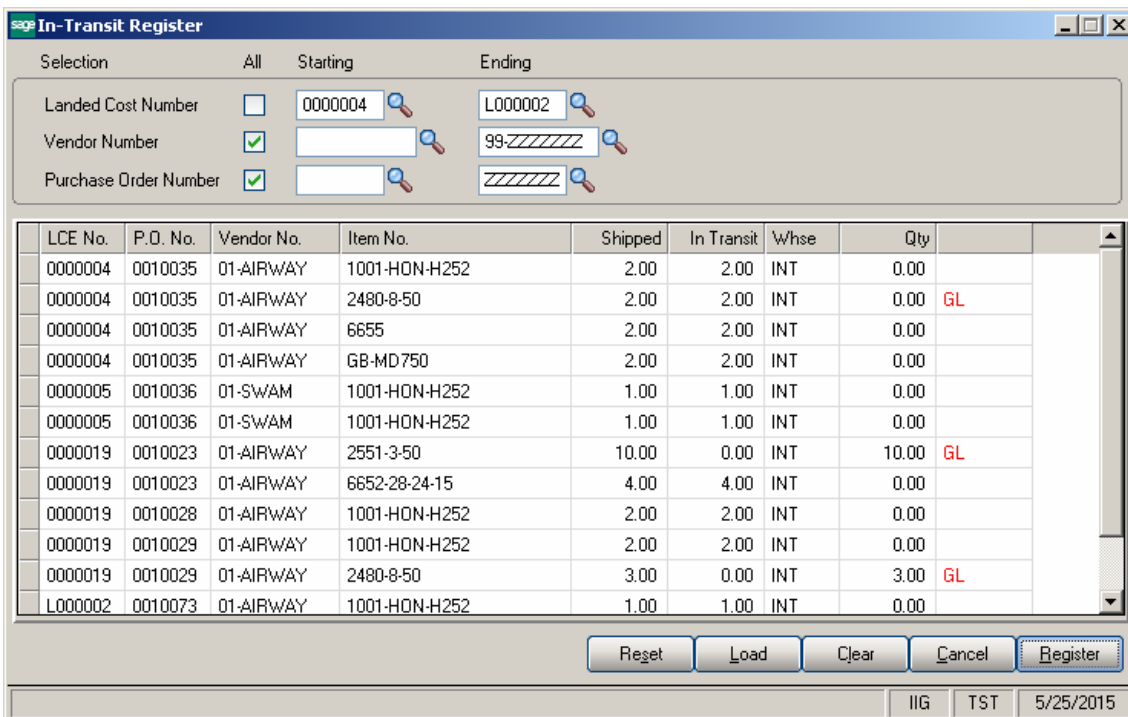 sage In-Transit Register
Selection All Starting Ending
Landed Cost Number 0000004 L000002
Vendor Number 99-ZZZZZZZ
Purchase Order Number ZZZZZZZ
LCE No. P.O. No. Vendor No. Item No. Shipped In Transit Whse Qty
0000004 0010035 01-AIRWAY 1001-HON-H252 2.00 2.00 INT 0.00
0000004 0010035 01-AIRWAY 2480-8-50 2.00 2.00 INT 0.00 GL
0000004 0010035 01-AIRWAY 6655 2.00 2.00 INT 0.00
0000004 0010035 01-AIRWAY GB-MD750 2.00 2.00 INT 0.00
0000005 0010036 01-SWAM 1001-HON-H252 1.00 1.00 INT 0.00
0000005 0010036 01-SWAM 1001-HON-H252 1.00 1.00 INT 0.00
0000019 0010023 01-AIRWAY 2551-3-50 10.00 0.00 INT 10.00 GL
0000019 0010023 01-AIRWAY 6652-28-24-15 4.00 4.00 INT 0.00
0000019 0010028 01-AIRWAY 1001-HON-H252 2.00 2.00 INT 0.00
0000019 0010029 01-AIRWAY 1001-HON-H252 2.00 2.00 INT 0.00
0000019 0010029 01-AIRWAY 2480-8-50 3.00 0.00 INT 3.00 GL
L000002 0010073 01-AIRWAY 1001-HON-H252 1.00 1.00 INT 0.00
Reset Load Clear Cancel Register
IIG TST 5/25/2015